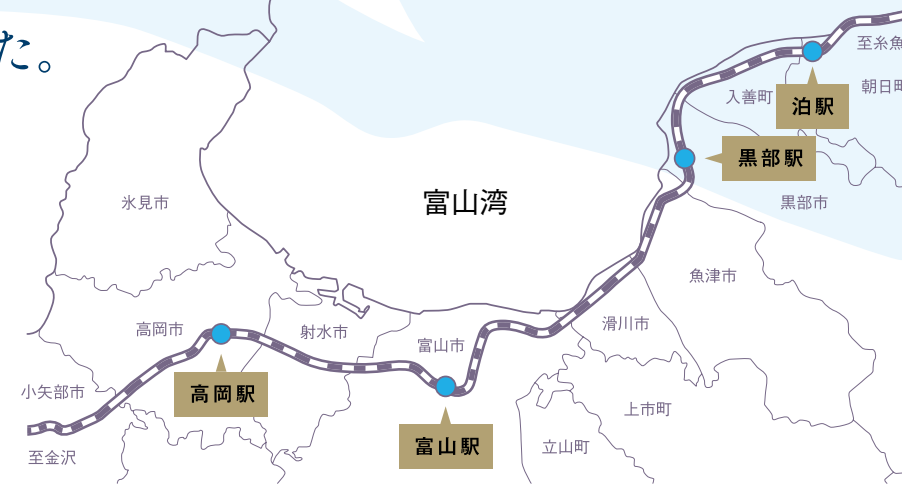 た。
至糸魚
朝日町
入善町
泊駅
黒部駅
黒部市
氷見市
富山湾
魚津市
高岡市
射水市
滑川市
富山市
小矢部市
高岡駅
上市町
富山駅
立山町
至金沢